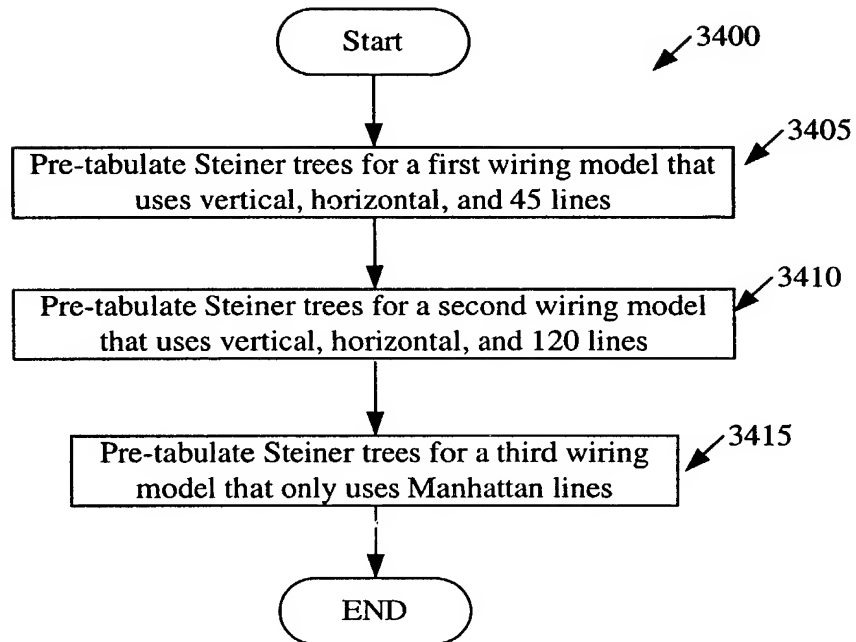 Start
3400
3405
Pre-tabulate Steiner trees for a first wiring model that
uses vertical, horizontal, and 45 lines
3410
Pre-tabulate Steiner trees for a second wiring model
that uses vertical, horizontal, and 120 lines
3415
Pre-tabulate Steiner trees for a third wiring
model that only uses Manhattan lines
END